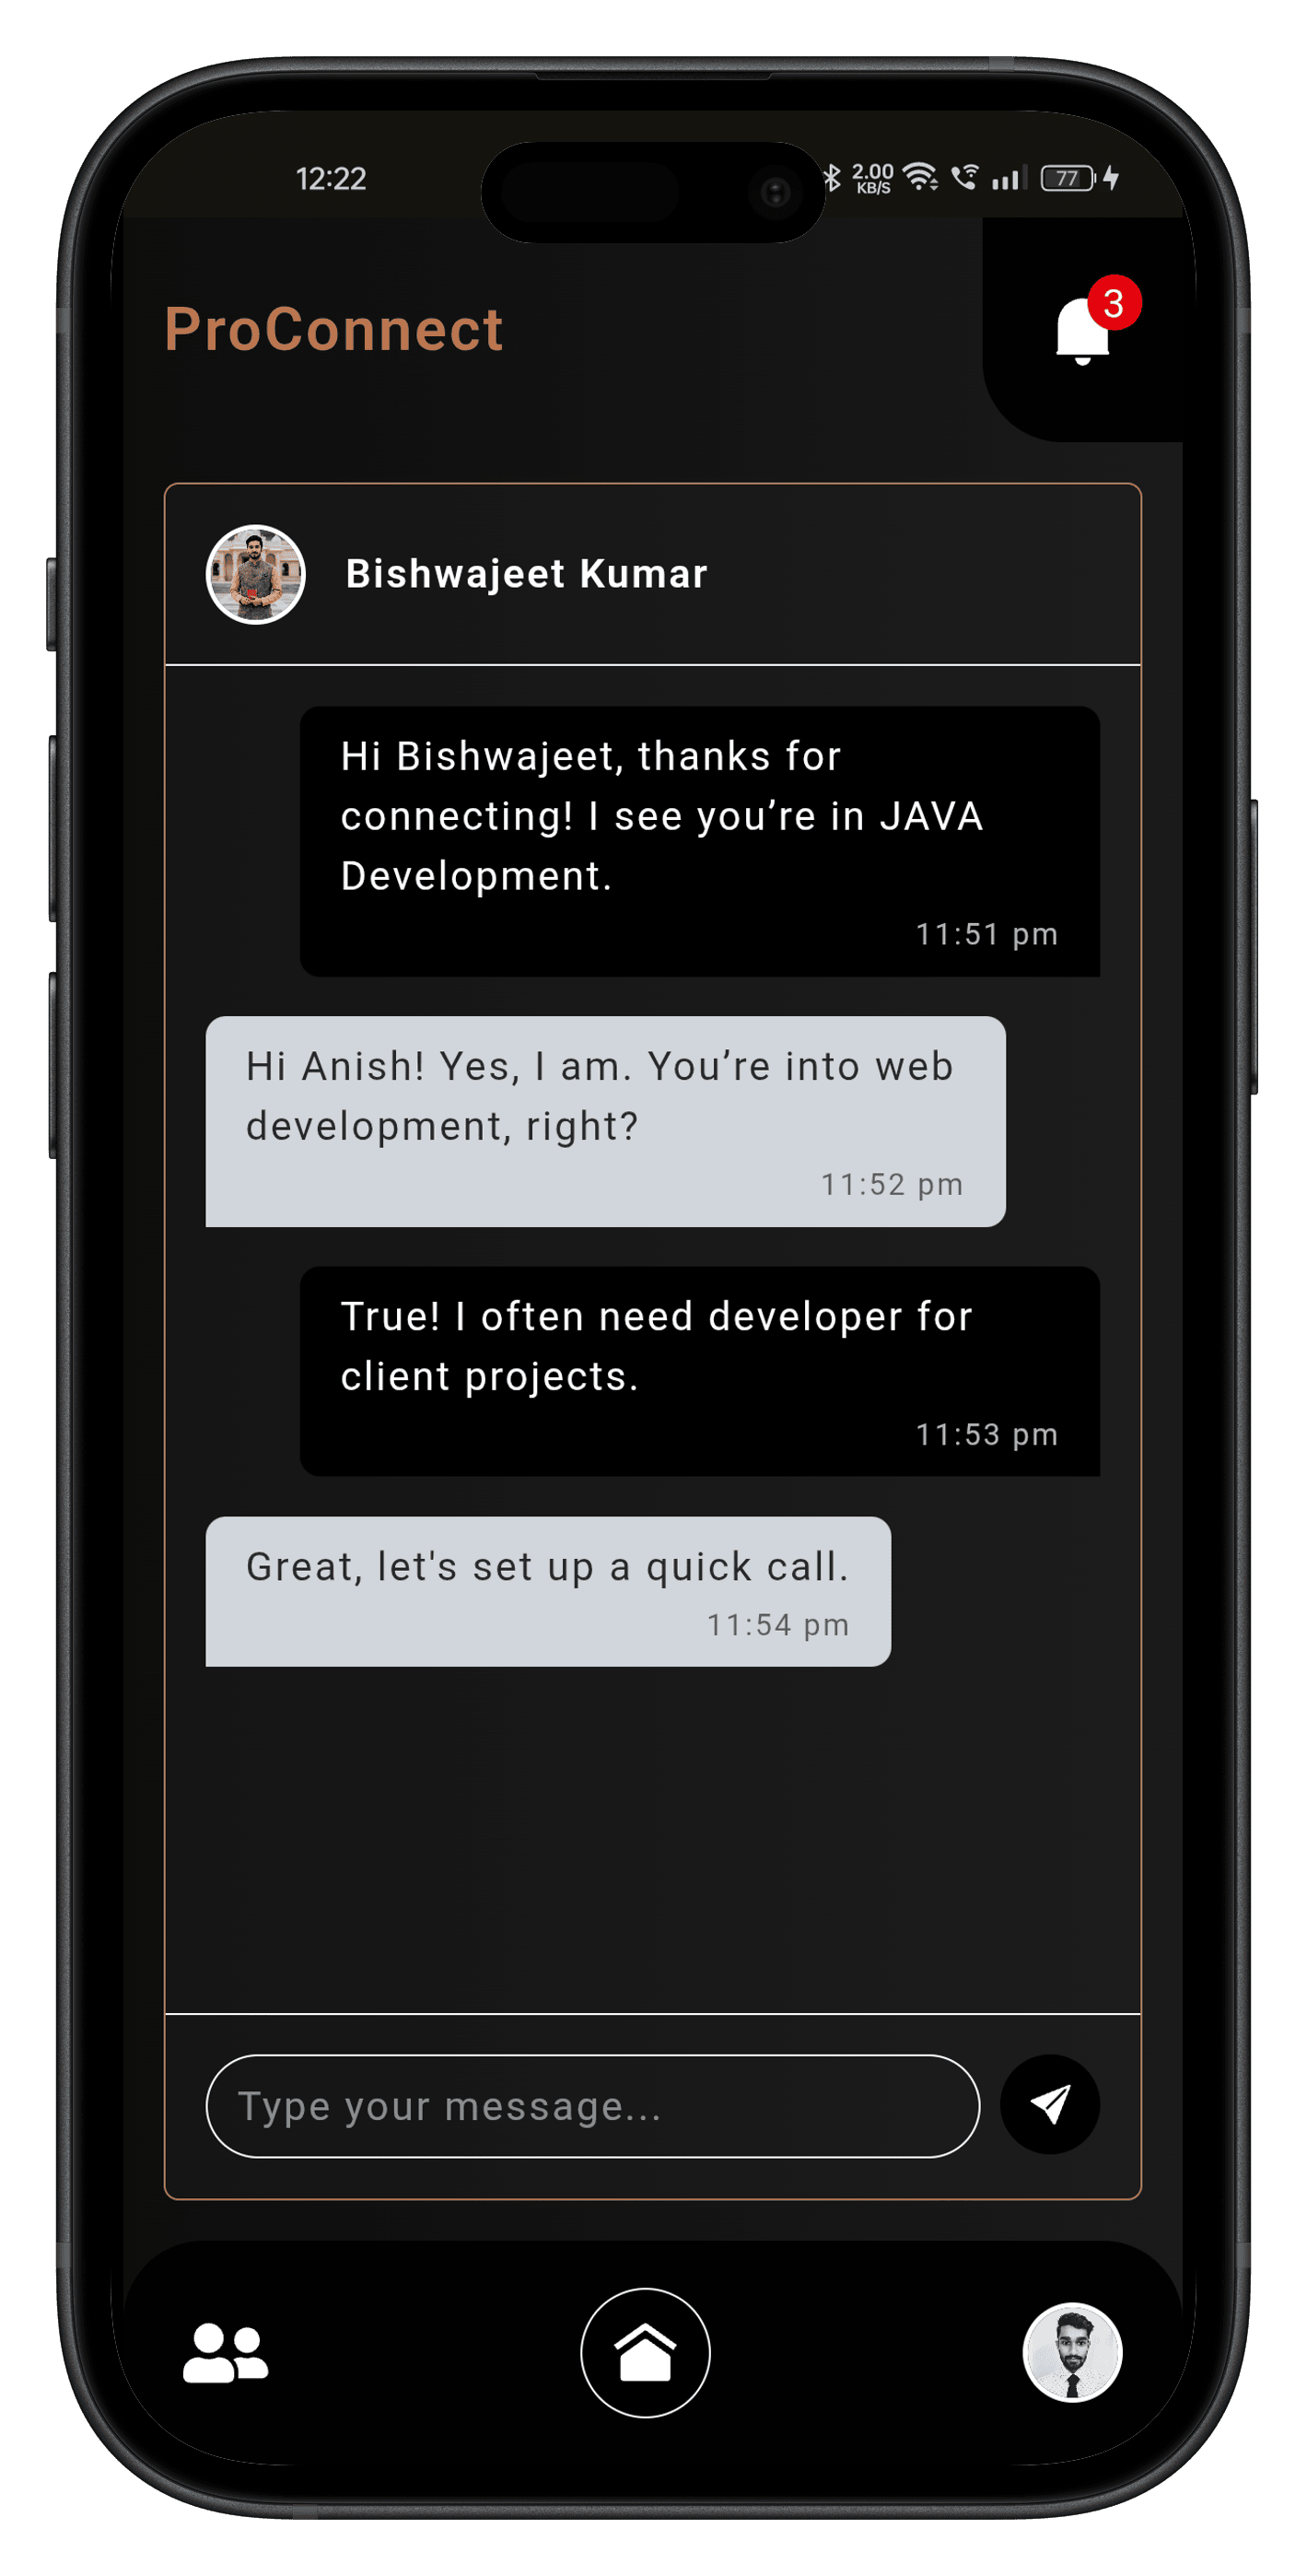 12:22
2.00
KB/S
77
3
ProConnect
Bishwajeet Kumar
Hi Bishwajeet, thanks for
connecting! I see you’re in JAVA
Development.
11:51 pm
Hi Anish! Yes, I am. You’re into web
development, right?
11:52 pm
True! I often need developer for
client projects.
11:53 pm
Great, let's set up a quick call.
11:54 pm
Type your message...